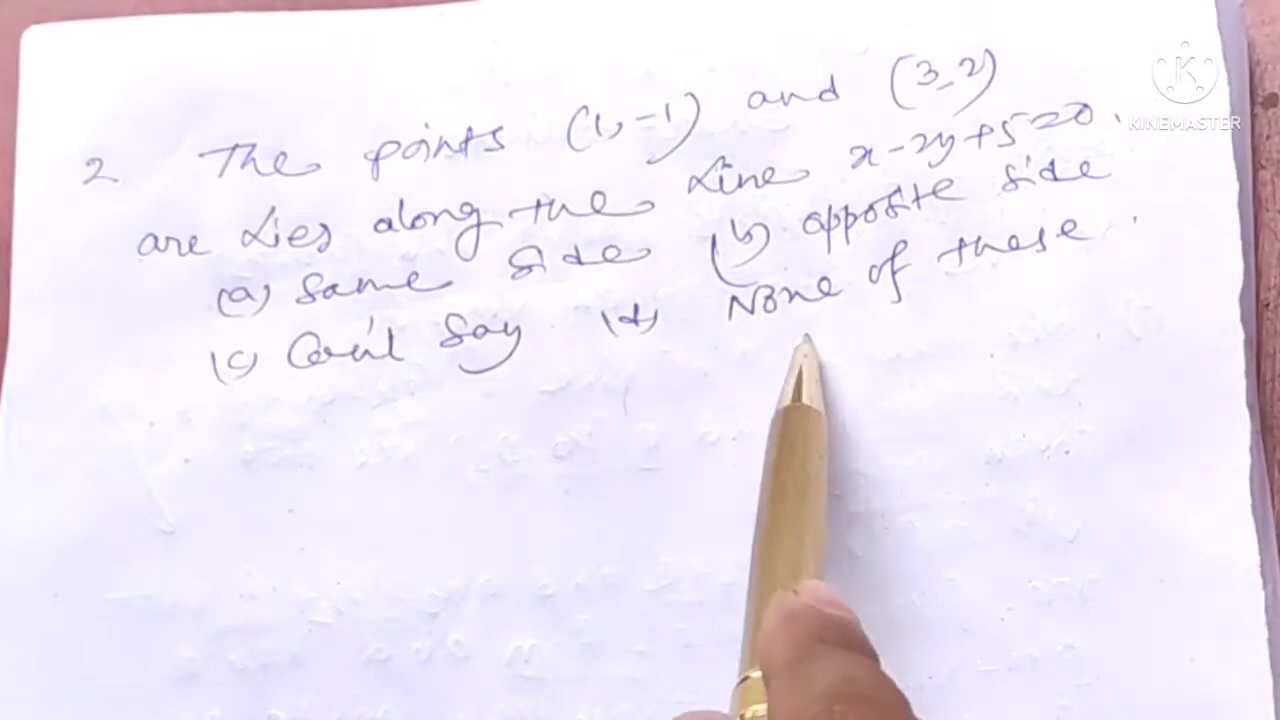 2 The points (1, -1) and (3, 2)
are Lies along the Line x-2y+5=0.
(a) Same side (b) opposite side
(c) Can't Say (d) None of these.
KINEMASTER